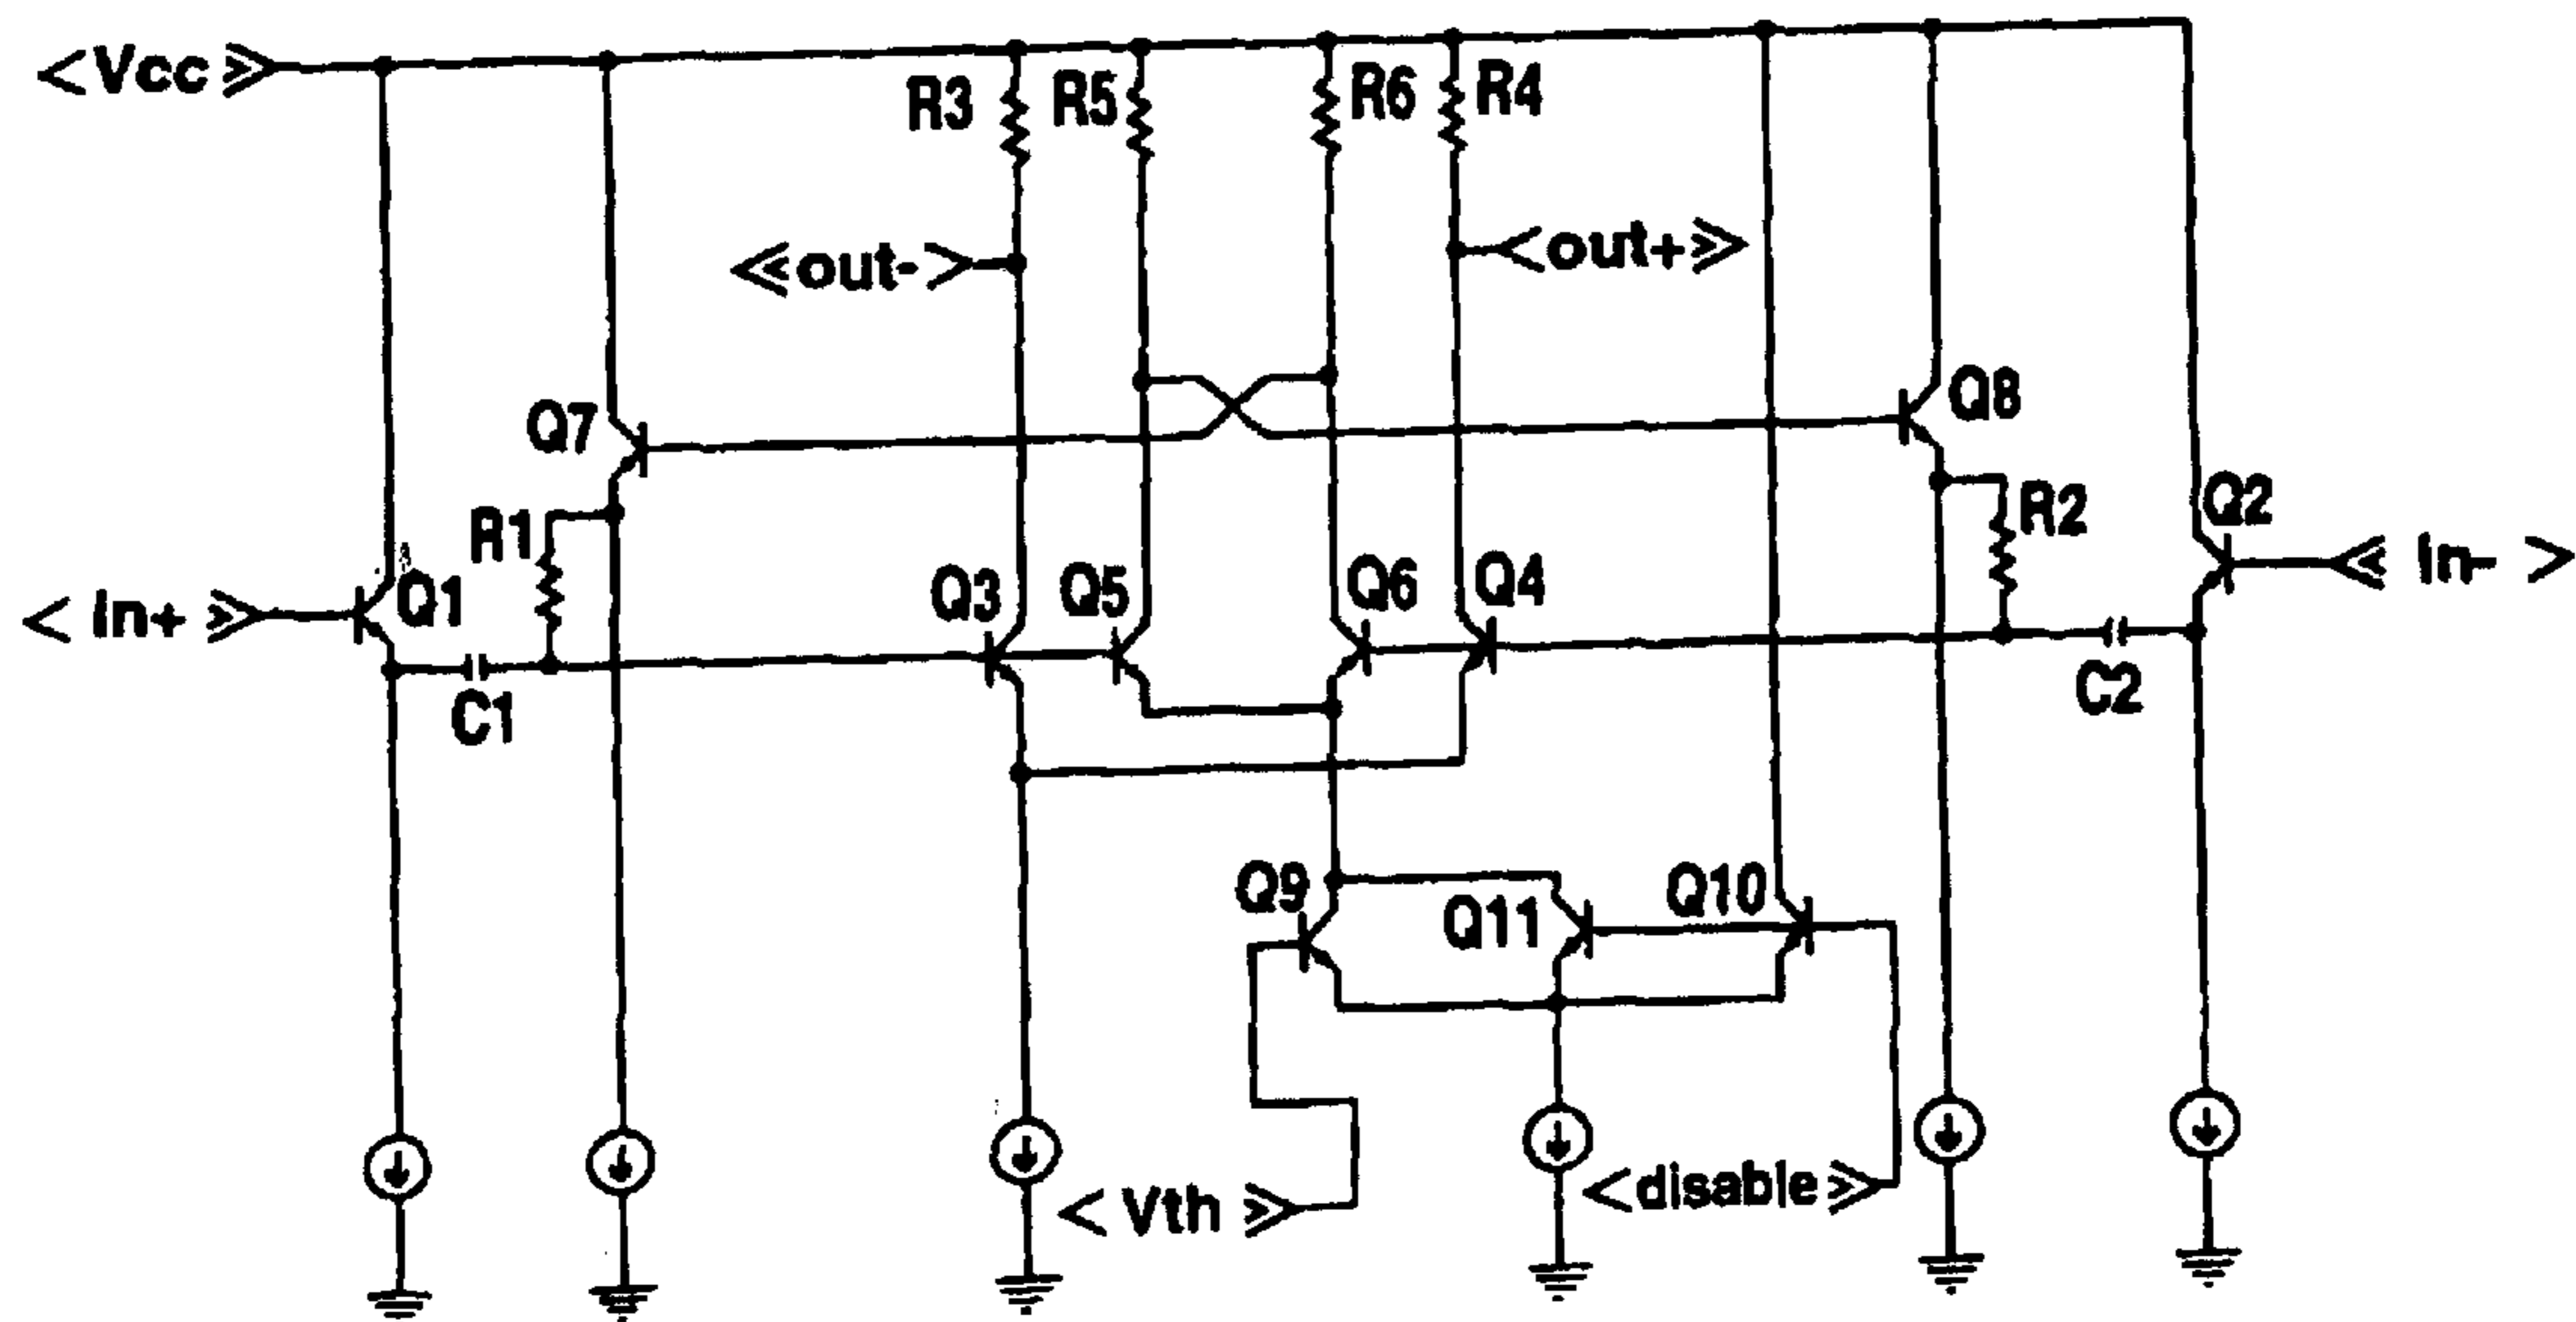 <Vcc>>
R3
R5
R6
R4
<<out->
<out+>>
Q7
Q8
R1
R2
Q2
< In+ >>
Q1
Q3
Q5
Q6
Q4
<< In- >
C1
C2
Q9
Q11
Q10
< Vth >>
<disable>>